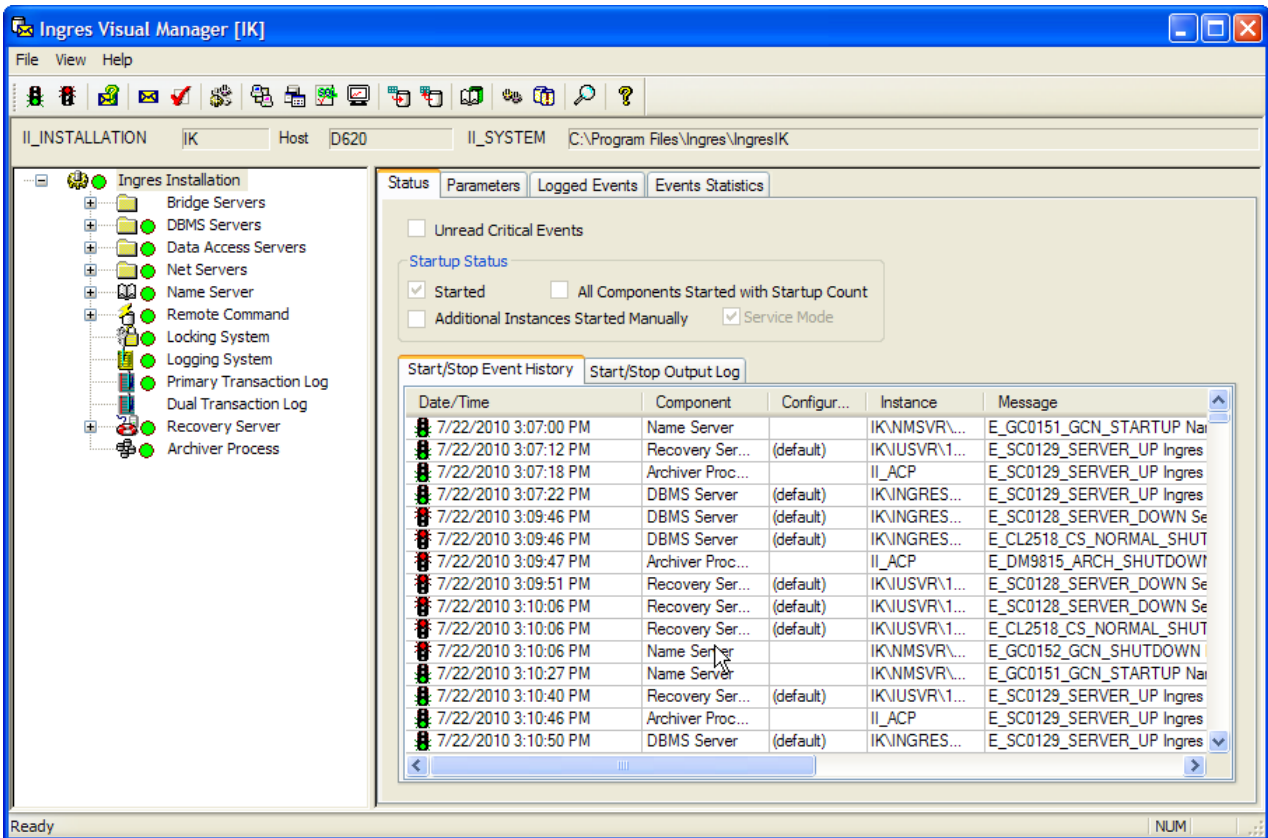 Ingres Visual Manager [IK]
File View Help
II_INSTALLATION IK Host D620 II_SYSTEM C:\Program Files\Ingres\IngresIK
Ingres Installation
Bridge Servers
DBMS Servers
Data Access Servers
Net Servers
Name Server
Remote Command
Locking System
Logging System
Primary Transaction Log
Dual Transaction Log
Recovery Server
Archiver Process
Status Parameters Logged Events Events Statistics
Unread Critical Events
Startup Status
Started All Components Started with Startup Count
Additional Instances Started Manually Service Mode
Start/Stop Event History Start/Stop Output Log
Date/Time Component Configur... Instance Message
7/22/2010 3:07:00 PM Name Server IK\NMSVR\... E_GC0151_GCN_STARTUP Nai
7/22/2010 3:07:12 PM Recovery Ser... (default) IK\IUSVR\1... E_SC0129_SERVER_UP Ingres
7/22/2010 3:07:18 PM Archiver Proc... II_ACP E_SC0129_SERVER_UP Ingres
7/22/2010 3:07:22 PM DBMS Server (default) IK\INGRES... E_SC0129_SERVER_UP Ingres
7/22/2010 3:09:46 PM DBMS Server (default) IK\INGRES... E_SC0128_SERVER_DOWN Se
7/22/2010 3:09:46 PM DBMS Server (default) IK\INGRES... E_CL2518_CS_NORMAL_SHUT
7/22/2010 3:09:47 PM Archiver Proc... II_ACP E_DM9815_ARCH_SHUTDOWN
7/22/2010 3:09:51 PM Recovery Ser... (default) IK\IUSVR\1... E_SC0128_SERVER_DOWN Se
7/22/2010 3:10:06 PM Recovery Ser... (default) IK\IUSVR\1... E_SC0128_SERVER_DOWN Se
7/22/2010 3:10:06 PM Recovery Ser... (default) IK\IUSVR\1... E_CL2518_CS_NORMAL_SHUT
7/22/2010 3:10:06 PM Name Server IK\NMSVR\... E_GC0152_GCN_SHUTDOWN
7/22/2010 3:10:27 PM Name Server IK\NMSVR\... E_GC0151_GCN_STARTUP Nai
7/22/2010 3:10:40 PM Recovery Ser... (default) IK\IUSVR\1... E_SC0129_SERVER_UP Ingres
7/22/2010 3:10:46 PM Archiver Proc... II_ACP E_SC0129_SERVER_UP Ingres
7/22/2010 3:10:50 PM DBMS Server (default) IK\INGRES... E_SC0129_SERVER_UP Ingres
Ready NUM